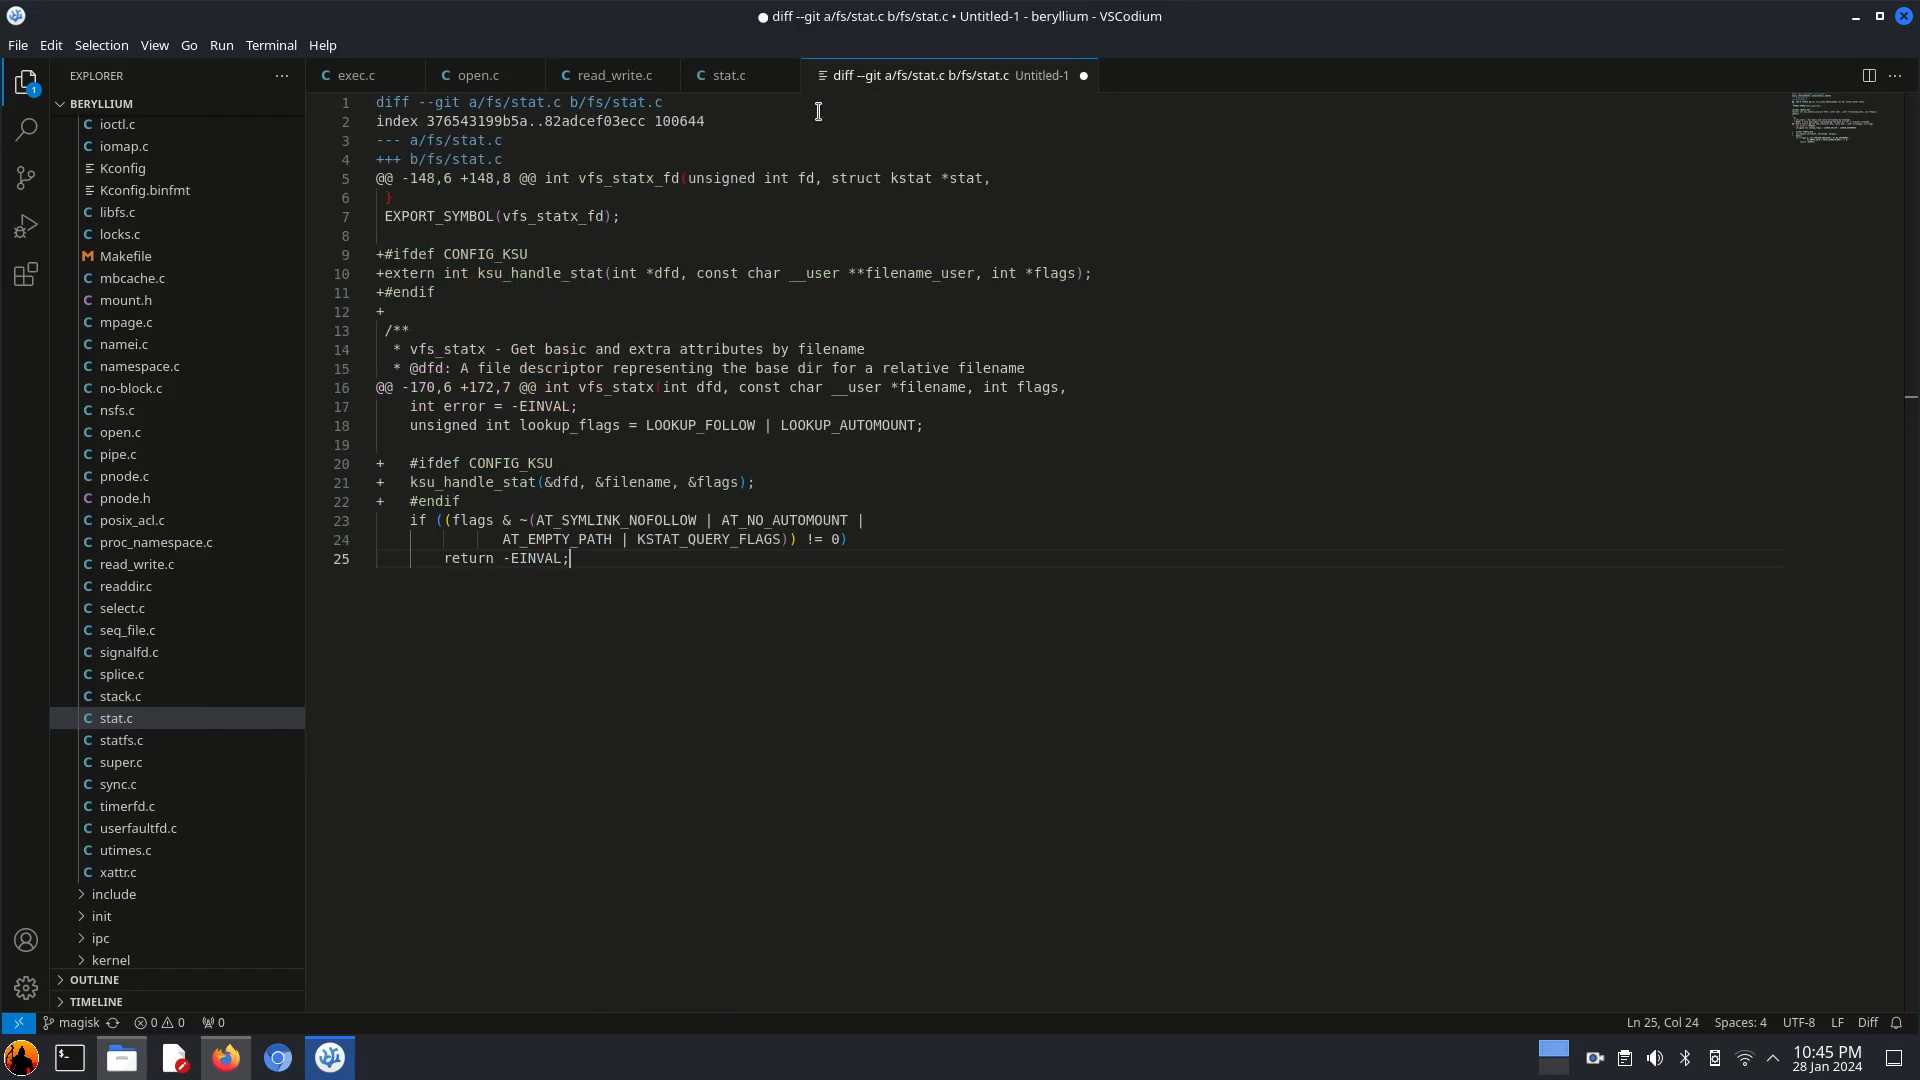 diff --git a/fs/stat.c b/fs/stat.c • Untitled-1 - beryllium - VSCodium
File Edit Selection View Go Run Terminal Help
EXPLORER
BERYLLIUM
ioctl.c
iomap.c
Kconfig
Kconfig.binfmt
libfs.c
locks.c
Makefile
mbcache.c
mount.h
mpage.c
namei.c
namespace.c
no-block.c
nsfs.c
open.c
pipe.c
pnode.c
pnode.h
posix_acl.c
proc_namespace.c
read_write.c
readdir.c
select.c
seq_file.c
signalfd.c
splice.c
stack.c
stat.c
statfs.c
super.c
sync.c
timerfd.c
userfaultfd.c
utimes.c
xattr.c
include
init
ipc
kernel
OUTLINE
TIMELINE
exec.c open.c read_write.c stat.c diff --git a/fs/stat.c b/fs/stat.c Untitled-1
1 diff --git a/fs/stat.c b/fs/stat.c
2 index 376543199b5a..82adcef03ecc 100644
3 --- a/fs/stat.c
4 +++ b/fs/stat.c
5 @@ -148,6 +148,8 @@ int vfs_statx_fd(unsigned int fd, struct kstat *stat,
6 }
7 EXPORT_SYMBOL(vfs_statx_fd);
8
9 +#ifdef CONFIG_KSU
10 +extern int ksu_handle_stat(int *dfd, const char __user **filename_user, int *flags);
11 +#endif
12 +
13 /**
14 * vfs_statx - Get basic and extra attributes by filename
15 * @dfd: A file descriptor representing the base dir for a relative filename
16 @@ -170,6 +172,7 @@ int vfs_statx(int dfd, const char __user *filename, int flags,
17 int error = -EINVAL;
18 unsigned int lookup_flags = LOOKUP_FOLLOW | LOOKUP_AUTOMOUNT;
19
20 + #ifdef CONFIG_KSU
21 + ksu_handle_stat(&dfd, &filename, &flags);
22 + #endif
23 if ((flags & ~(AT_SYMLINK_NOFOLLOW | AT_NO_AUTOMOUNT |
24 AT_EMPTY_PATH | KSTAT_QUERY_FLAGS)) != 0)
25 return -EINVAL;
magisk 0 0 0 Ln 25, Col 24 Spaces: 4 UTF-8 LF Diff
10:45 PM
28 Jan 2024